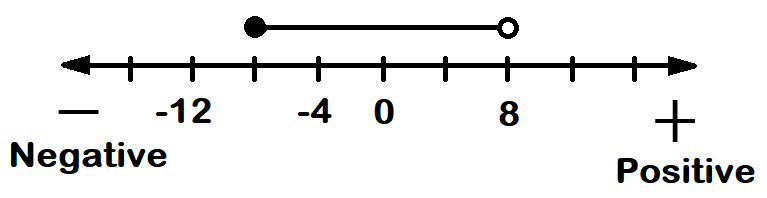 -12 -4 0 8
— +
Negative
Positive